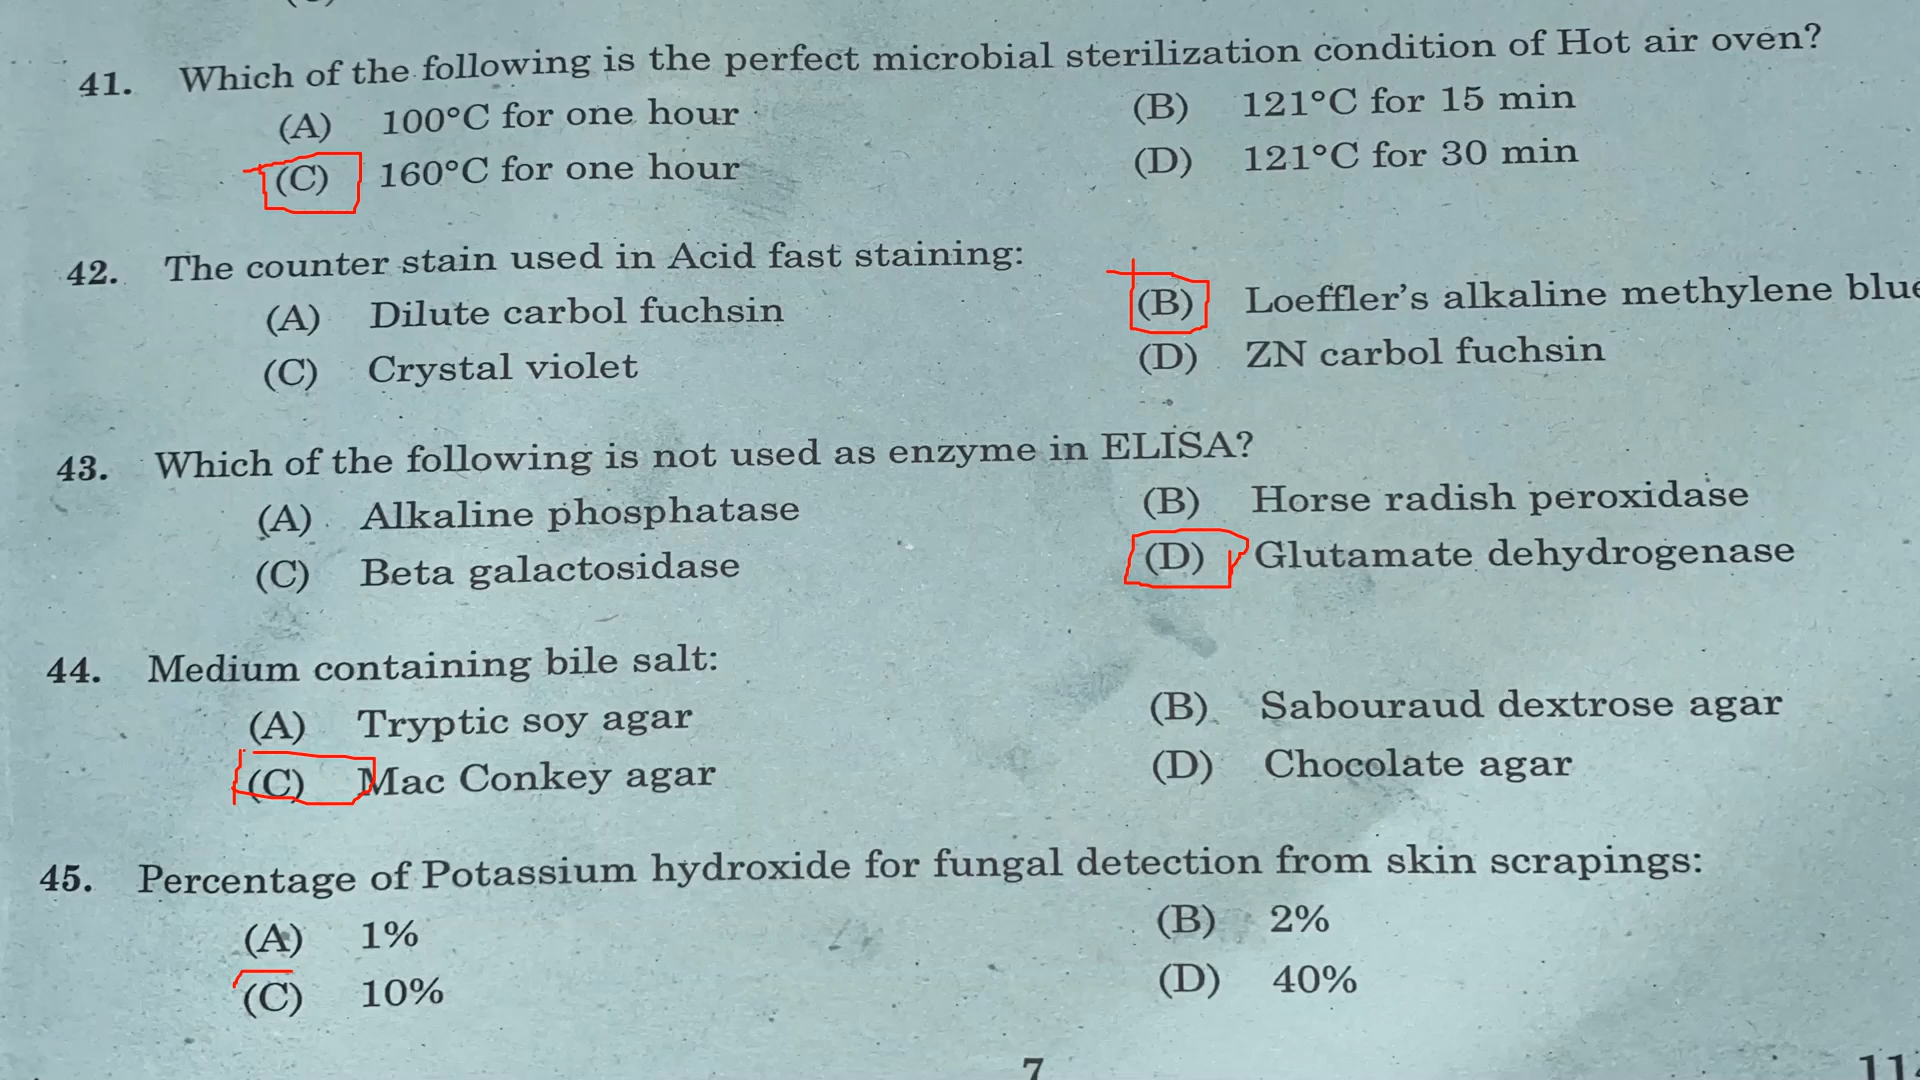 41. Which of the following is the perfect microbial sterilization condition of Hot air oven?
(A) 100°C for one hour (B) 121°C for 15 min
(C) 160°C for one hour (D) 121°C for 30 min
42. The counter stain used in Acid fast staining:
(A) Dilute carbol fuchsin (B) Loeffler's alkaline methylene blue
(C) Crystal violet (D) ZN carbol fuchsin
43. Which of the following is not used as enzyme in ELISA?
(A) Alkaline phosphatase (B) Horse radish peroxidase
(C) Beta galactosidase (D) Glutamate dehydrogenase
44. Medium containing bile salt:
(A) Tryptic soy agar (B) Sabouraud dextrose agar
(C) Mac Conkey agar (D) Chocolate agar
45. Percentage of Potassium hydroxide for fungal detection from skin scrapings:
(A) 1% (B) 2%
(C) 10% (D) 40%
7